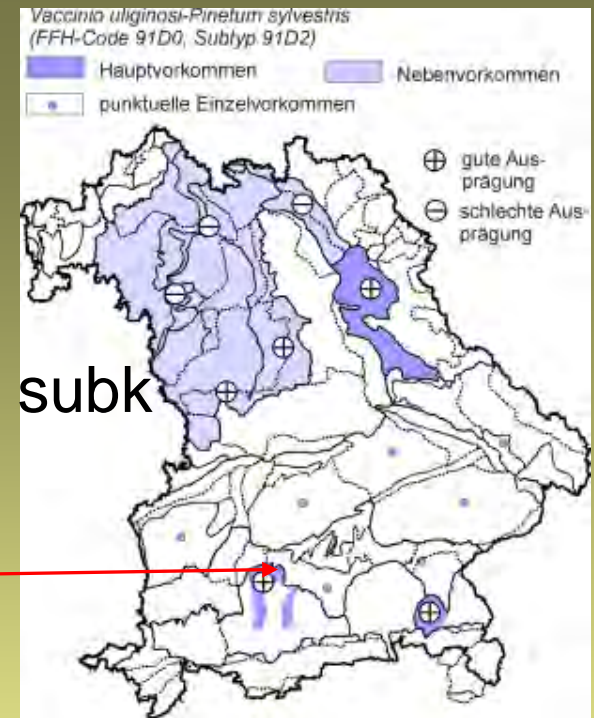 Vaccinio uliginosi-Pinetum sylvestris
(FFH-Code 91D0, Subtyp 91D2)
Hauptvorkommen
Nebenvorkommen
punktuelle Einzelvorkommen
gute Aus-
prägung
schlechte Aus-
prägung
subk